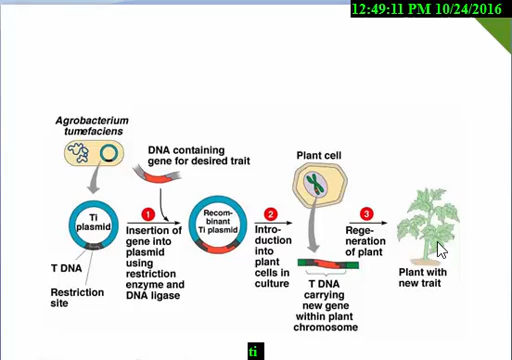 12:49:11 PM 10/24/2016
Agrobacterium
tumefaciens
DNA containing
gene for desired trait
Plant cell
Ti
plasmid
1
Recom-
binant
Ti plasmid
2
3
Insertion of
gene into
plasmid
using
restriction
enzyme and
DNA ligase
Intro-
duction
into
plant
cells in
culture
Rege-
neration
of plant
T DNA
Restriction
site
T DNA
carrying
new gene
within plant
chromosome
Plant with
new trait
ti